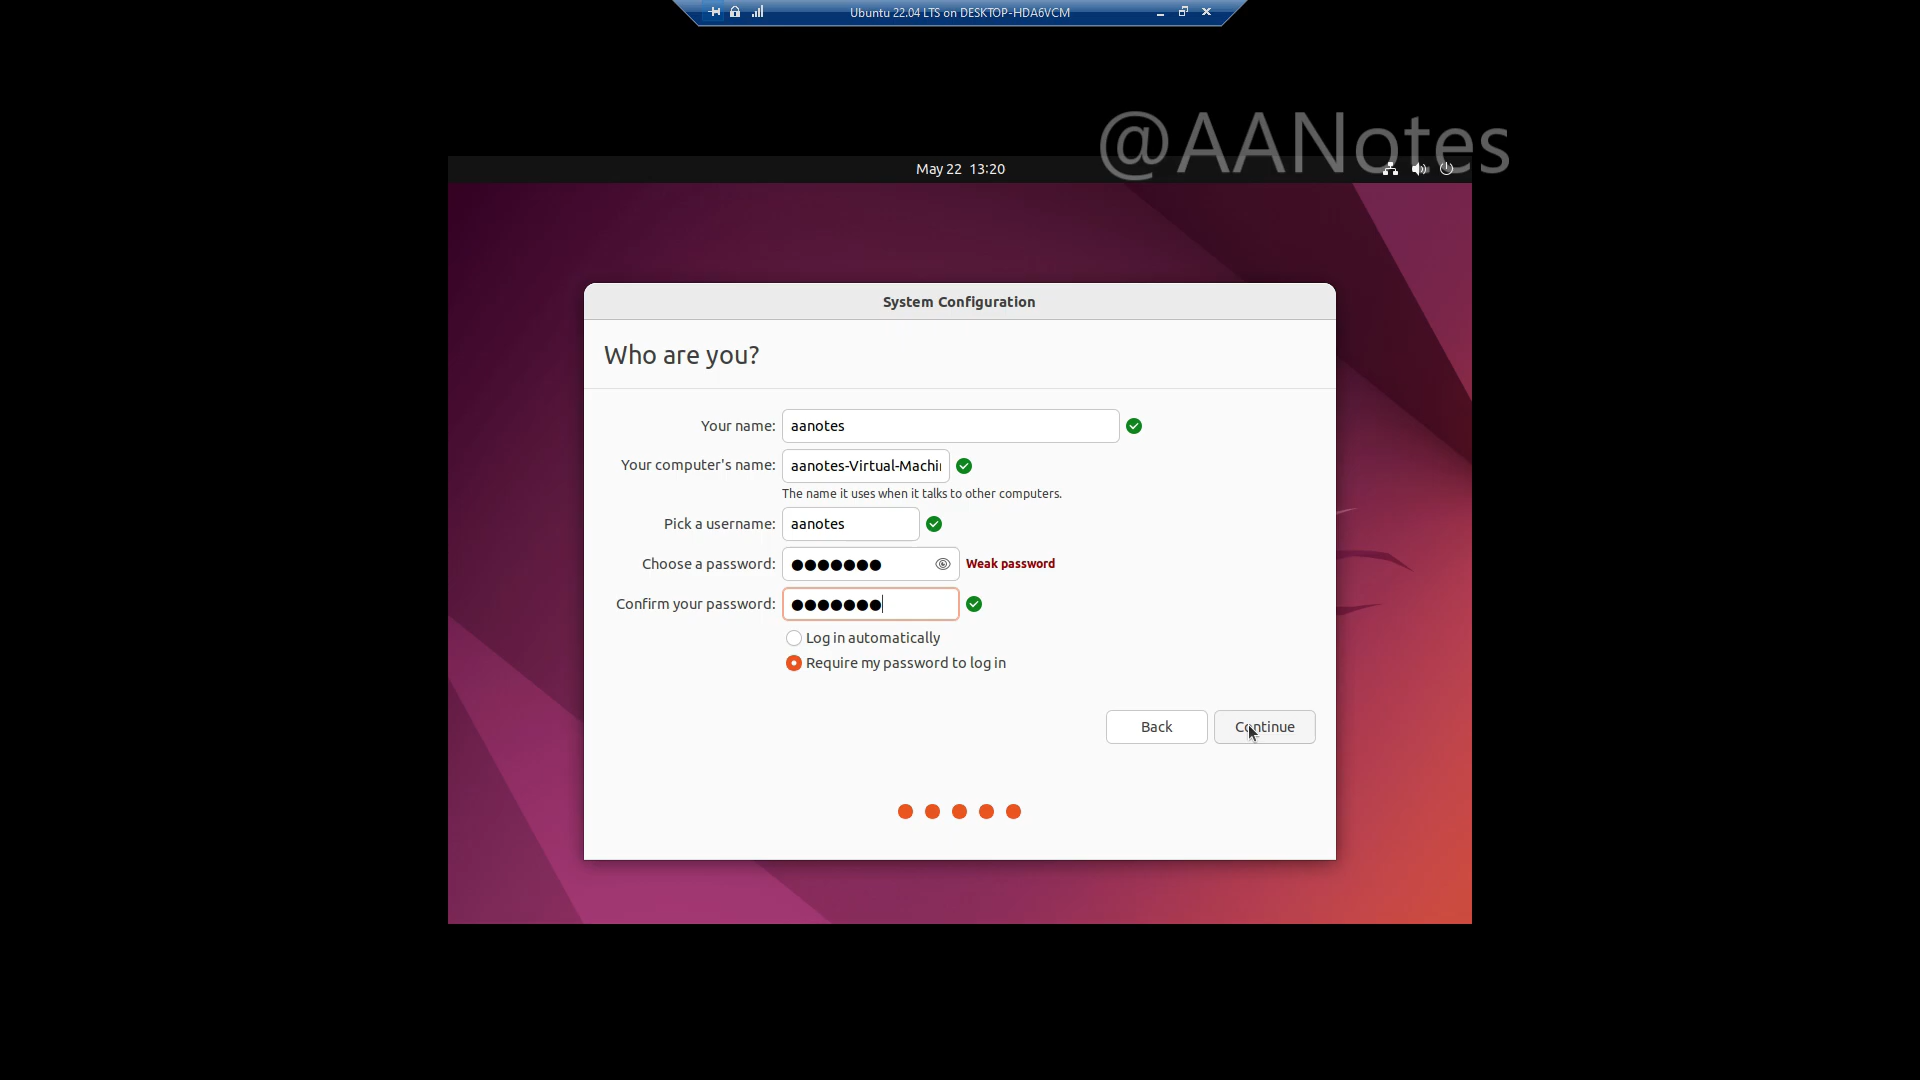 Ubuntu 22.04 LTS on DESKTOP-HDA6VCM
@AANotes
May 22 13:20
System Configuration
Who are you?
Your name: aanotes
Your computer's name: aanotes-Virtual-Machi
The name it uses when it talks to other computers.
Pick a username: aanotes
Choose a password: ●●●●●●● Weak password
Confirm your password: ●●●●●●●
Log in automatically
Require my password to log in
Back Continue